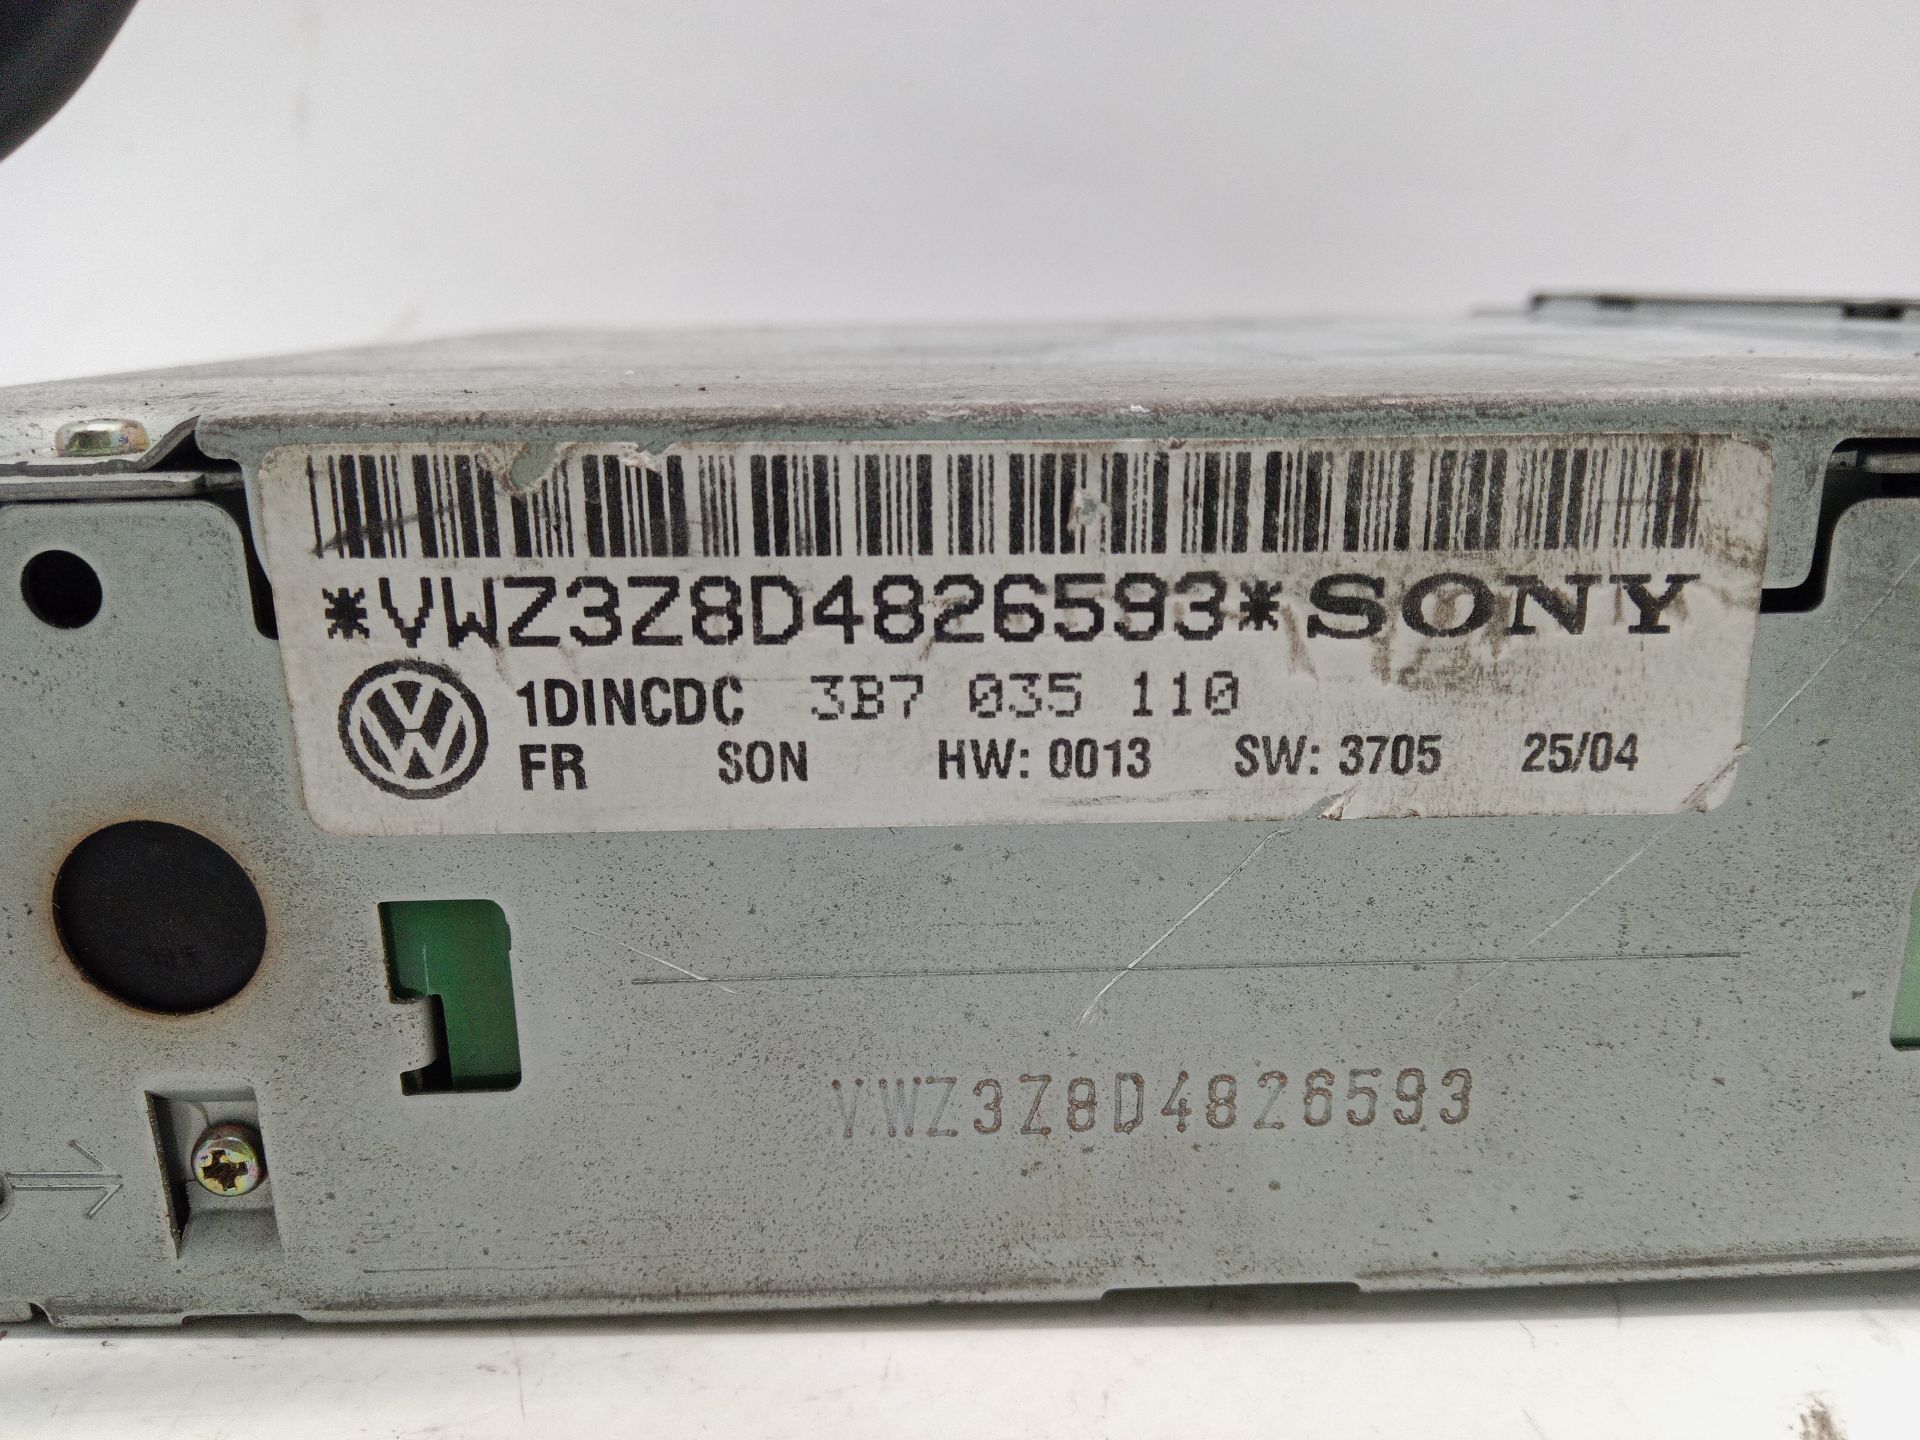 *VWZ3Z8D4826593* SONY
1DINCDC 3B7 035 110
FR SON HW: 0013 SW: 3705 25/04
VWZ3Z8D4826593